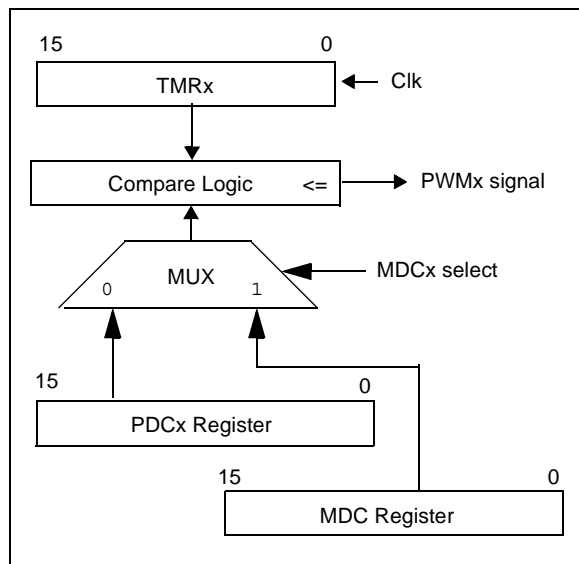 15 0
TMRx
Clk
Compare Logic <=
PWMx signal
MUX
MDCx select
0 1
15 0
PDCx Register
15 0
MDC Register